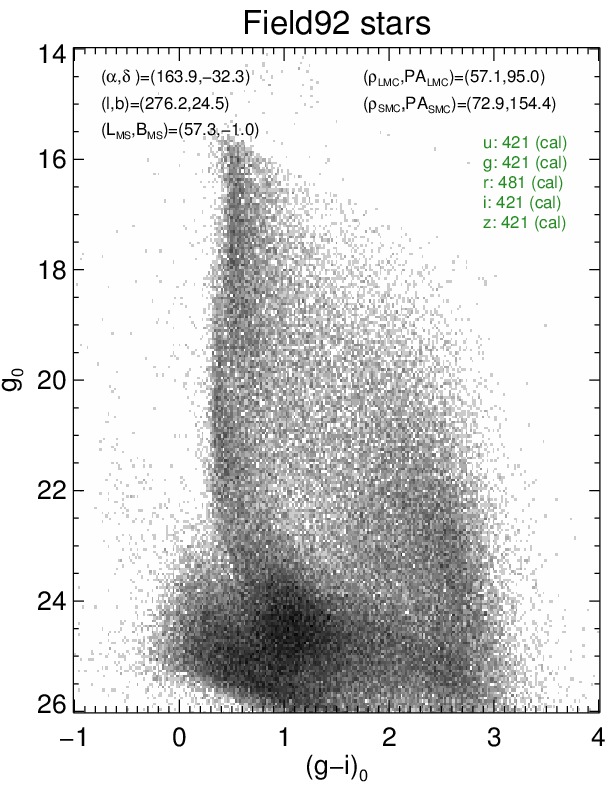 Field92 stars
(α,δ )=(163.9,−32.3)
(l,b)=(276.2,24.5)
(LMS,BMS)=(57.3,−1.0)
(ρLMC,PALMC)=(57.1,95.0)
(ρSMC,PASMC)=(72.9,154.4)
u: 421 (cal)
g: 421 (cal)
r: 481 (cal)
i: 421 (cal)
z: 421 (cal)
14
16
18
20
22
24
26
g0
−1 0 1 2 3 4
(g−i)0